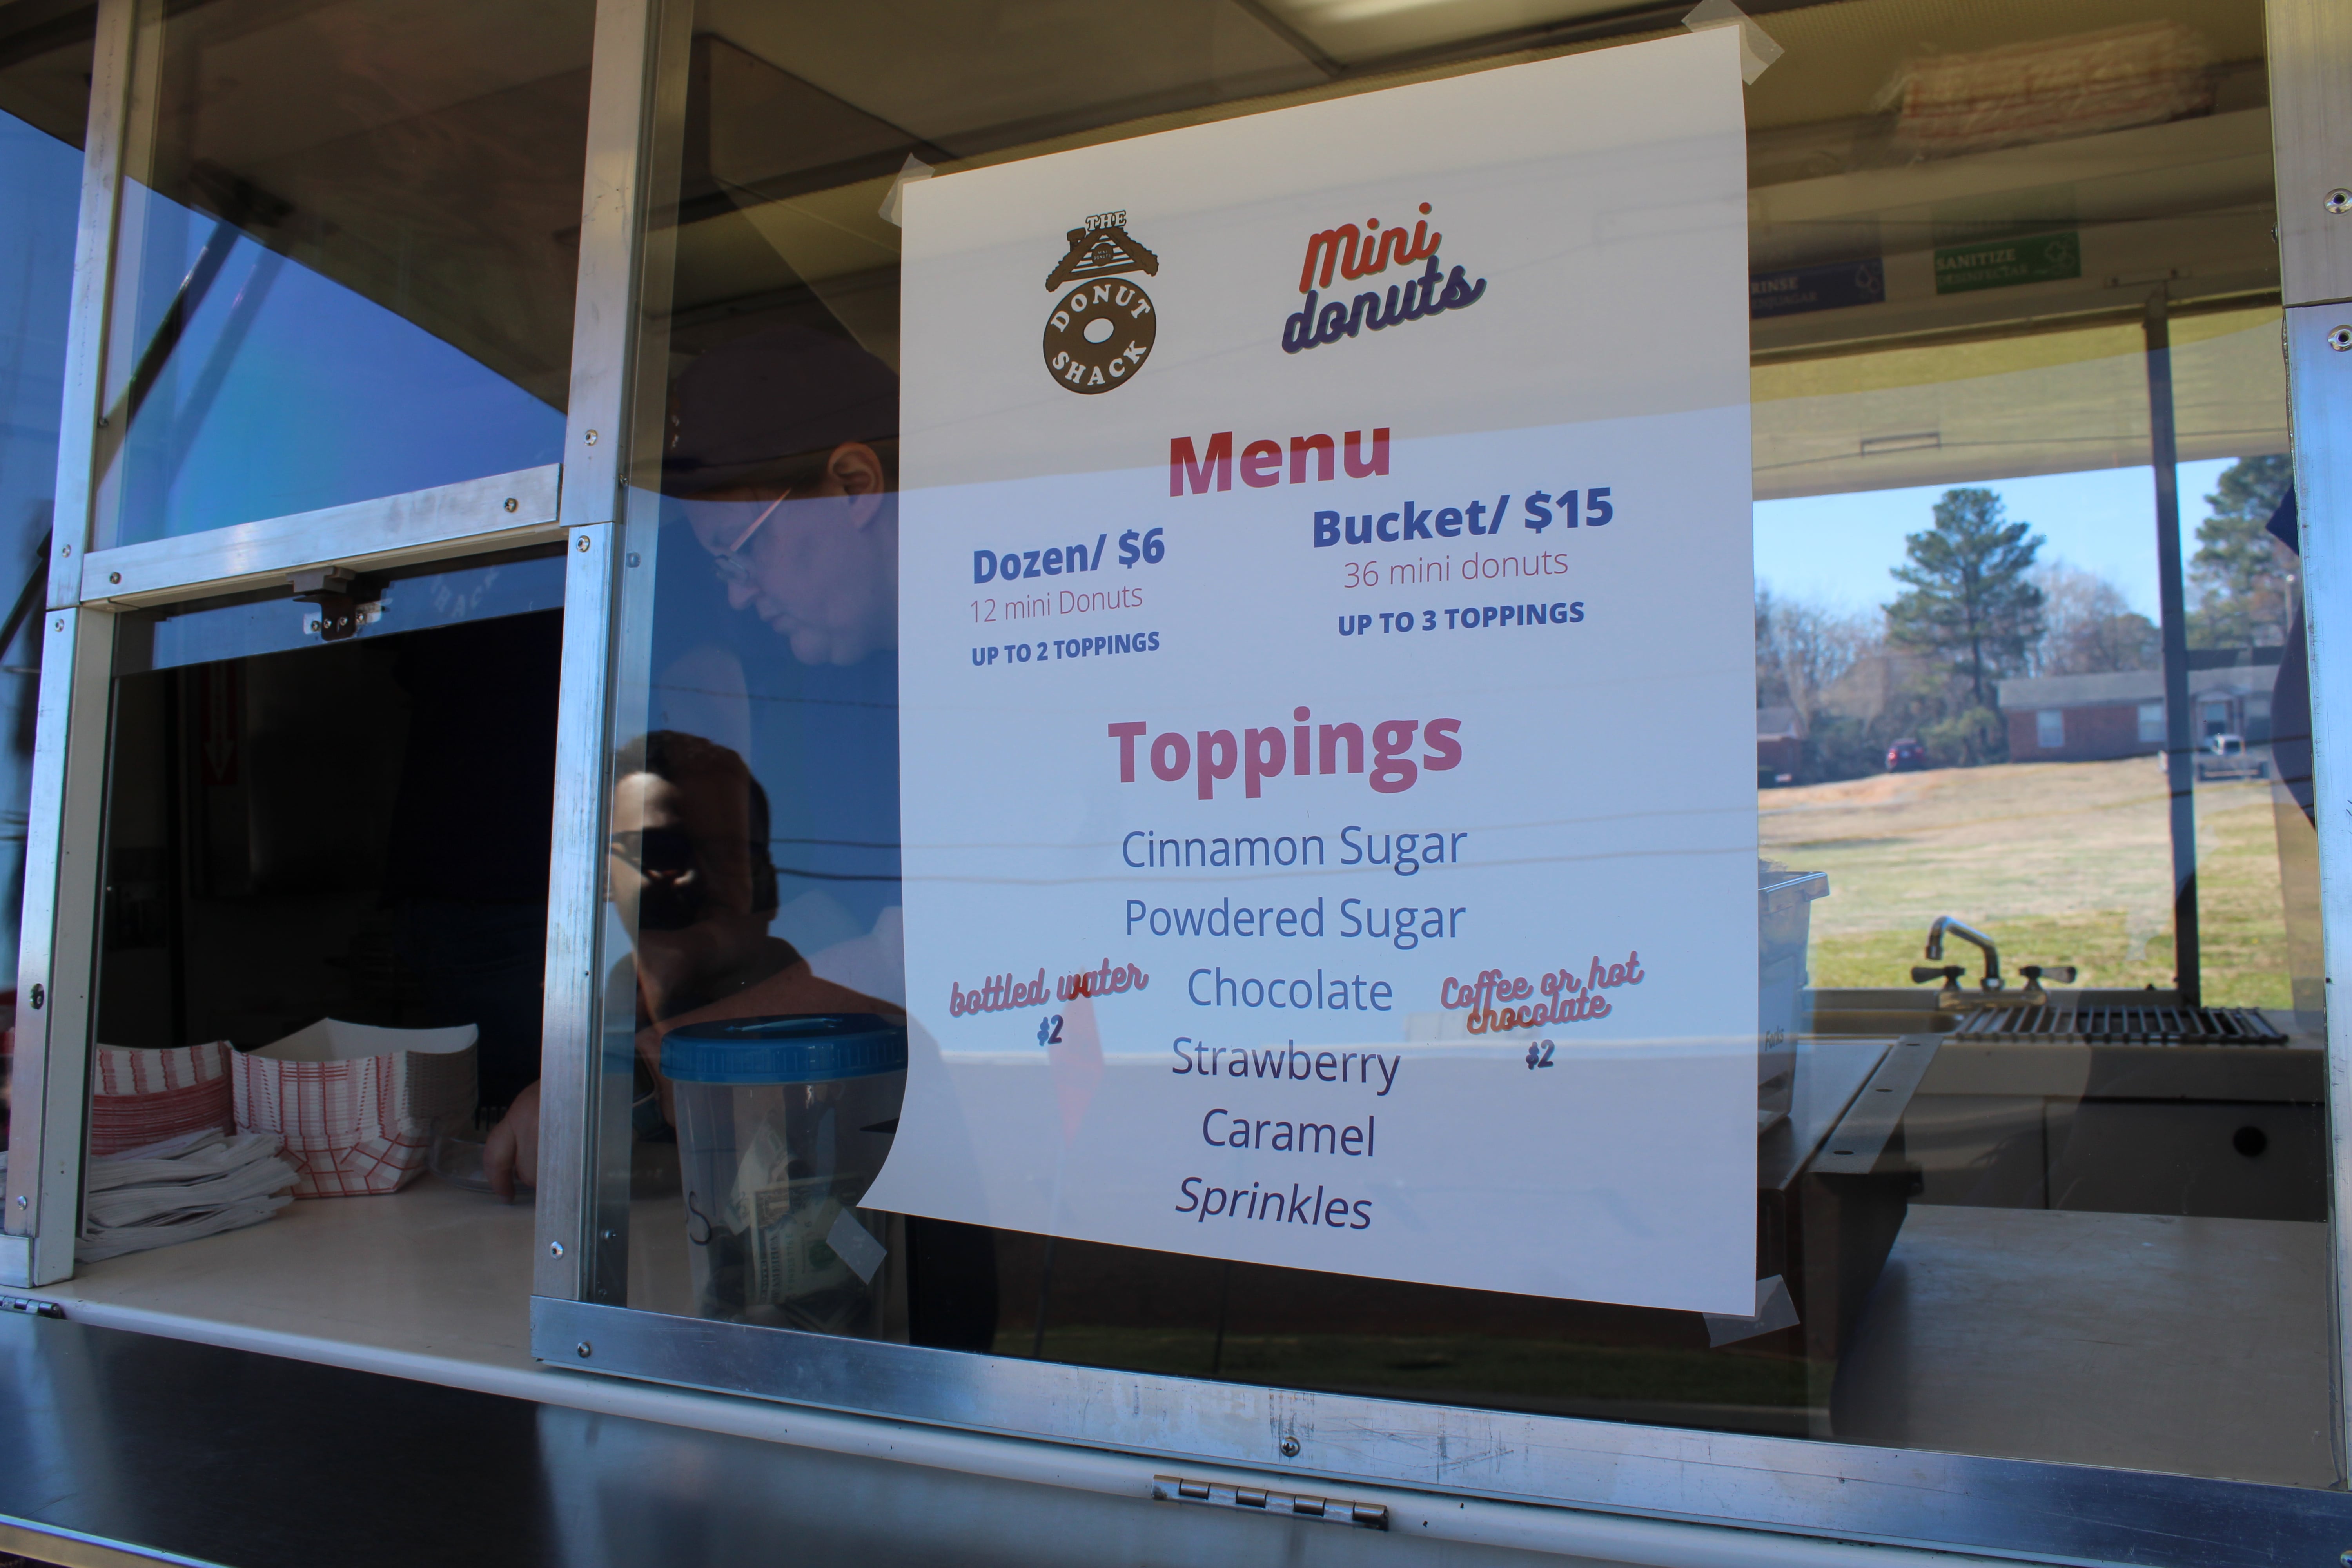 THE
DONUT
SHACK
Mini
donuts
Menu
Dozen/ $6
12 mini Donuts
UP TO 2 TOPPINGS
Bucket/ $15
36 mini donuts
UP TO 3 TOPPINGS
Toppings
Cinnamon Sugar
Powdered Sugar
Chocolate
Strawberry
Caramel
Sprinkles
bottled water
$2
Coffee or hot
chocolate
$2
RINSE
SANITIZE
SHACK